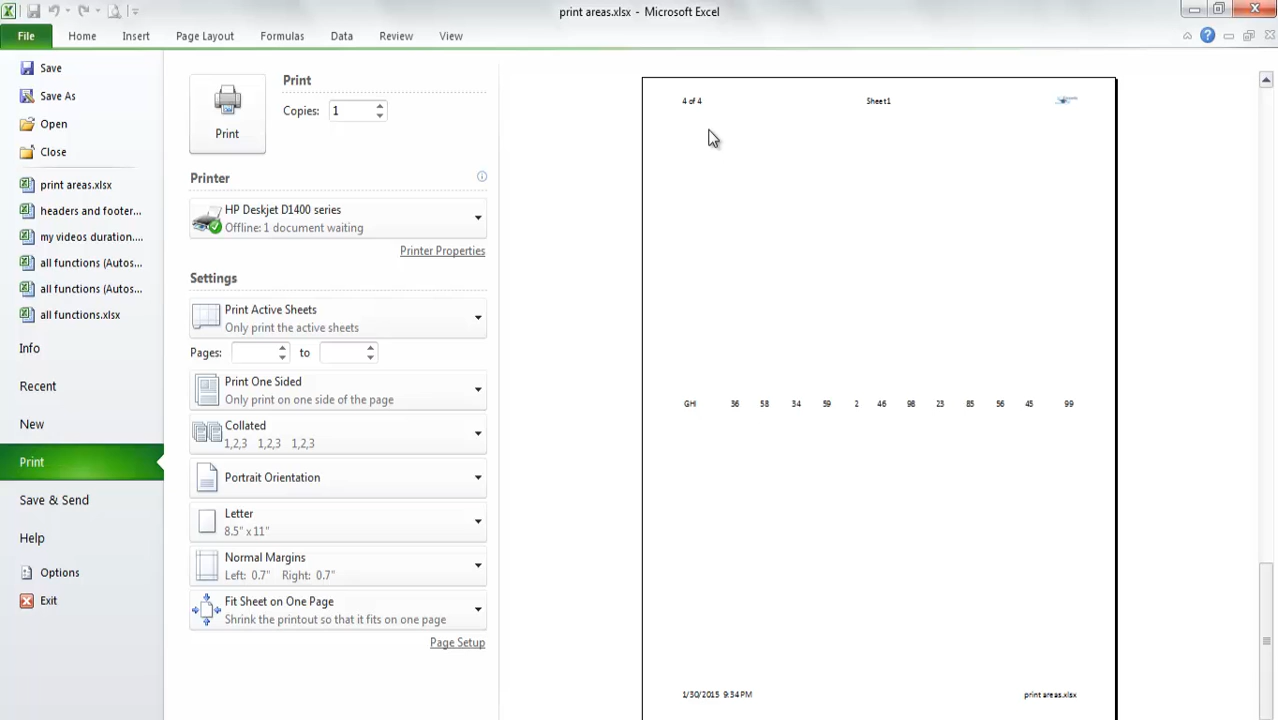 print areas.xlsx - Microsoft Excel
File Home Insert Page Layout Formulas Data Review View
Save
Save As
Open
Close
print areas.xlsx
headers and footer...
my videos duration....
all functions (Autos...
all functions (Autos...
all functions.xlsx
Info
Recent
New
Print
Save & Send
Help
Options
Exit
Print
Print
Copies: 1
Printer
HP Deskjet D1400 series
Offline: 1 document waiting
Printer Properties
Settings
Print Active Sheets
Only print the active sheets
Pages: to
Print One Sided
Only print on one side of the page
Collated
1,2,3 1,2,3 1,2,3
Portrait Orientation
Letter
8.5" x 11"
Normal Margins
Left: 0.7" Right: 0.7"
Fit Sheet on One Page
Shrink the printout so that it fits on one page
Page Setup
4 of 4 Sheet1
GHI 36 58 34 59 2 46 98 23 85 56 45 99
1/30/2015 9:34 PM print areas.xlsx